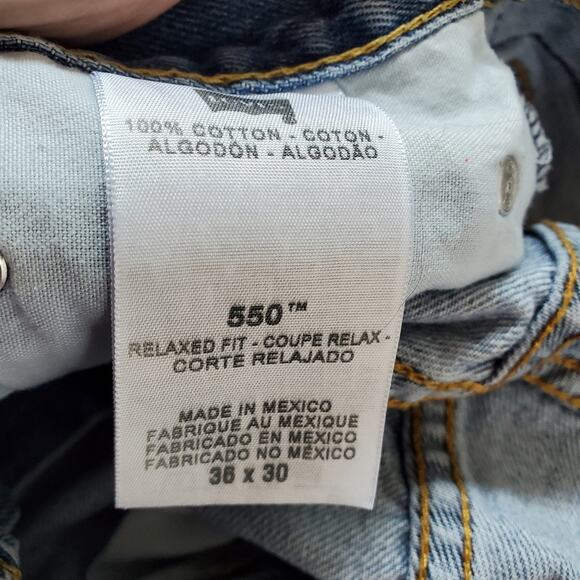 100% COTTON - COTON -
ALGODÓN - ALGODÃO
550™
RELAXED FIT - COUPE RELAX -
CORTE RELAJADO
MADE IN MEXICO
FABRIQUE AU MEXIQUE
FABRICADO EN MEXICO
FABRICADO NO MÉXICO
36 x 30